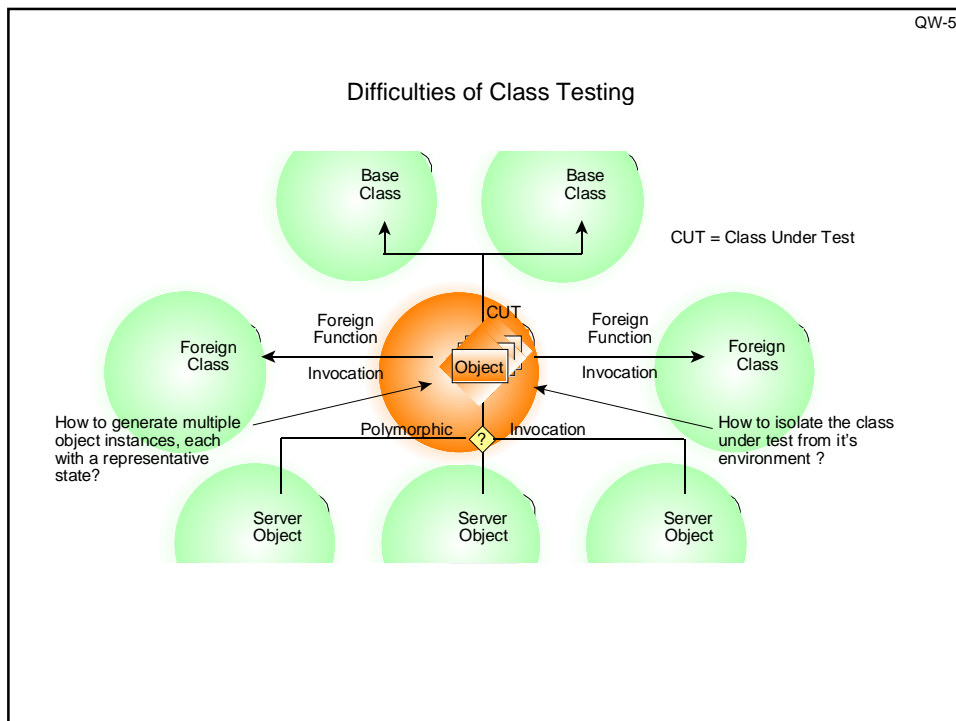 QW-5
Difficulties of Class Testing
Base
Class
Base
Class
CUT = Class Under Test
CUT
Foreign
Function
Invocation
Foreign
Function
Invocation
Foreign
Class
Object
Foreign
Class
How to generate multiple
object instances, each
with a representative
state?
Polymorphic
?
Invocation
How to isolate the class
under test from it's
environment ?
Server
Object
Server
Object
Server
Object